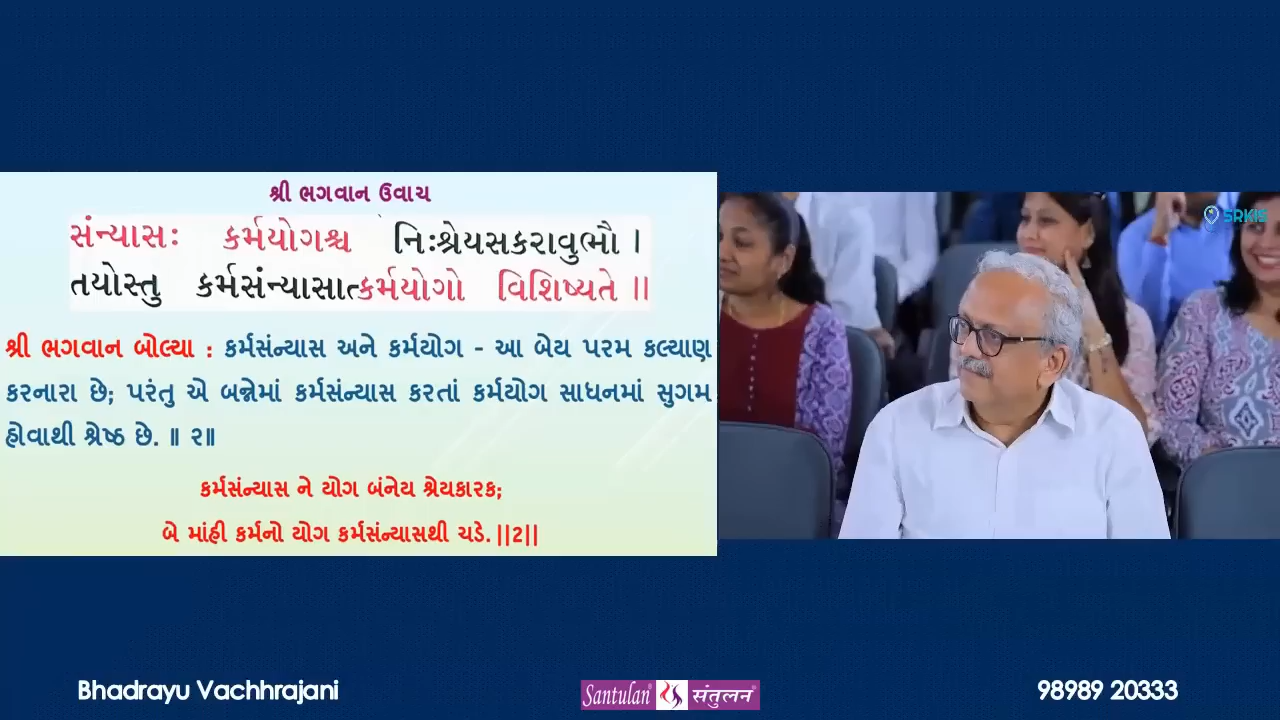 શ્રી ભગવાન ઉવાચ
સંન્યાસઃ કર્મયોગશ્ચ નિઃશ્રેયસકરાવુભૌ ।
તયોસ્તુ કર્મસંન્યાસાત્કર્મયોગો વિશિષ્યતે ॥
શ્રી ભગવાન બોલ્યા : કર્મસંન્યાસ અને કર્મયોગ - આ બેય પરમ કલ્યાણ
કરનારા છે; પરંતુ એ બન્નેમાં કર્મસંન્યાસ કરતાં કર્મયોગ સાધનમાં સુગમ
હોવાથી શ્રેષ્ઠ છે. ॥ ૨॥
કર્મસંન્યાસ ને યોગ બંનેય શ્રેયકારક;
બે માંહી કર્મનો યોગ કર્મસંન્યાસથી ચડે. ||2||
SRKIS
Bhadrayu Vachhrajani
Santulan संतुलन
98989 20333